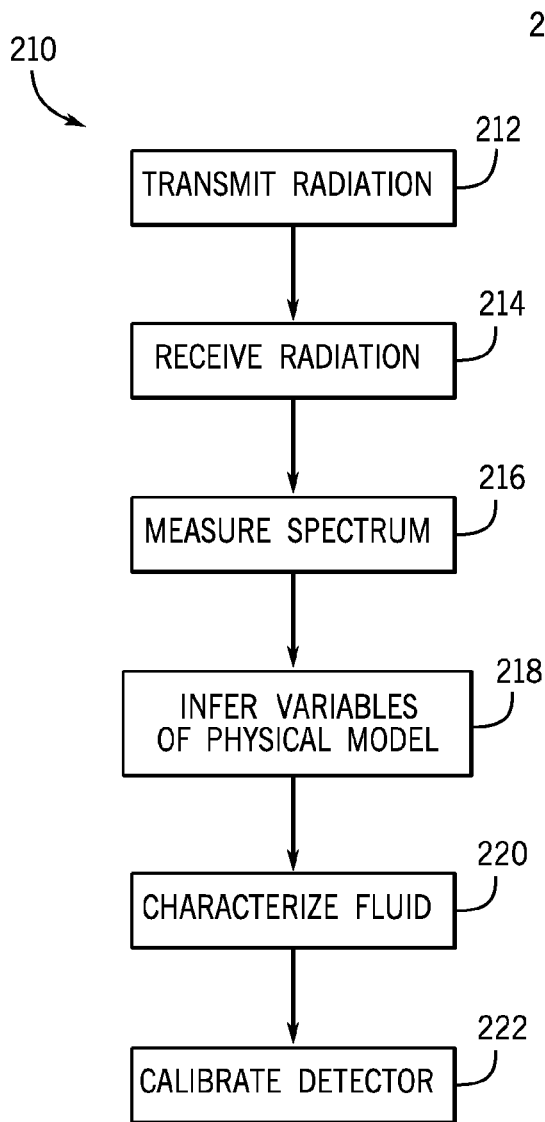 2
210
212
TRANSMIT RADIATION
214
RECEIVE RADIATION
216
MEASURE SPECTRUM
218
INFER VARIABLES
OF PHYSICAL MODEL
220
CHARACTERIZE FLUID
222
CALIBRATE DETECTOR